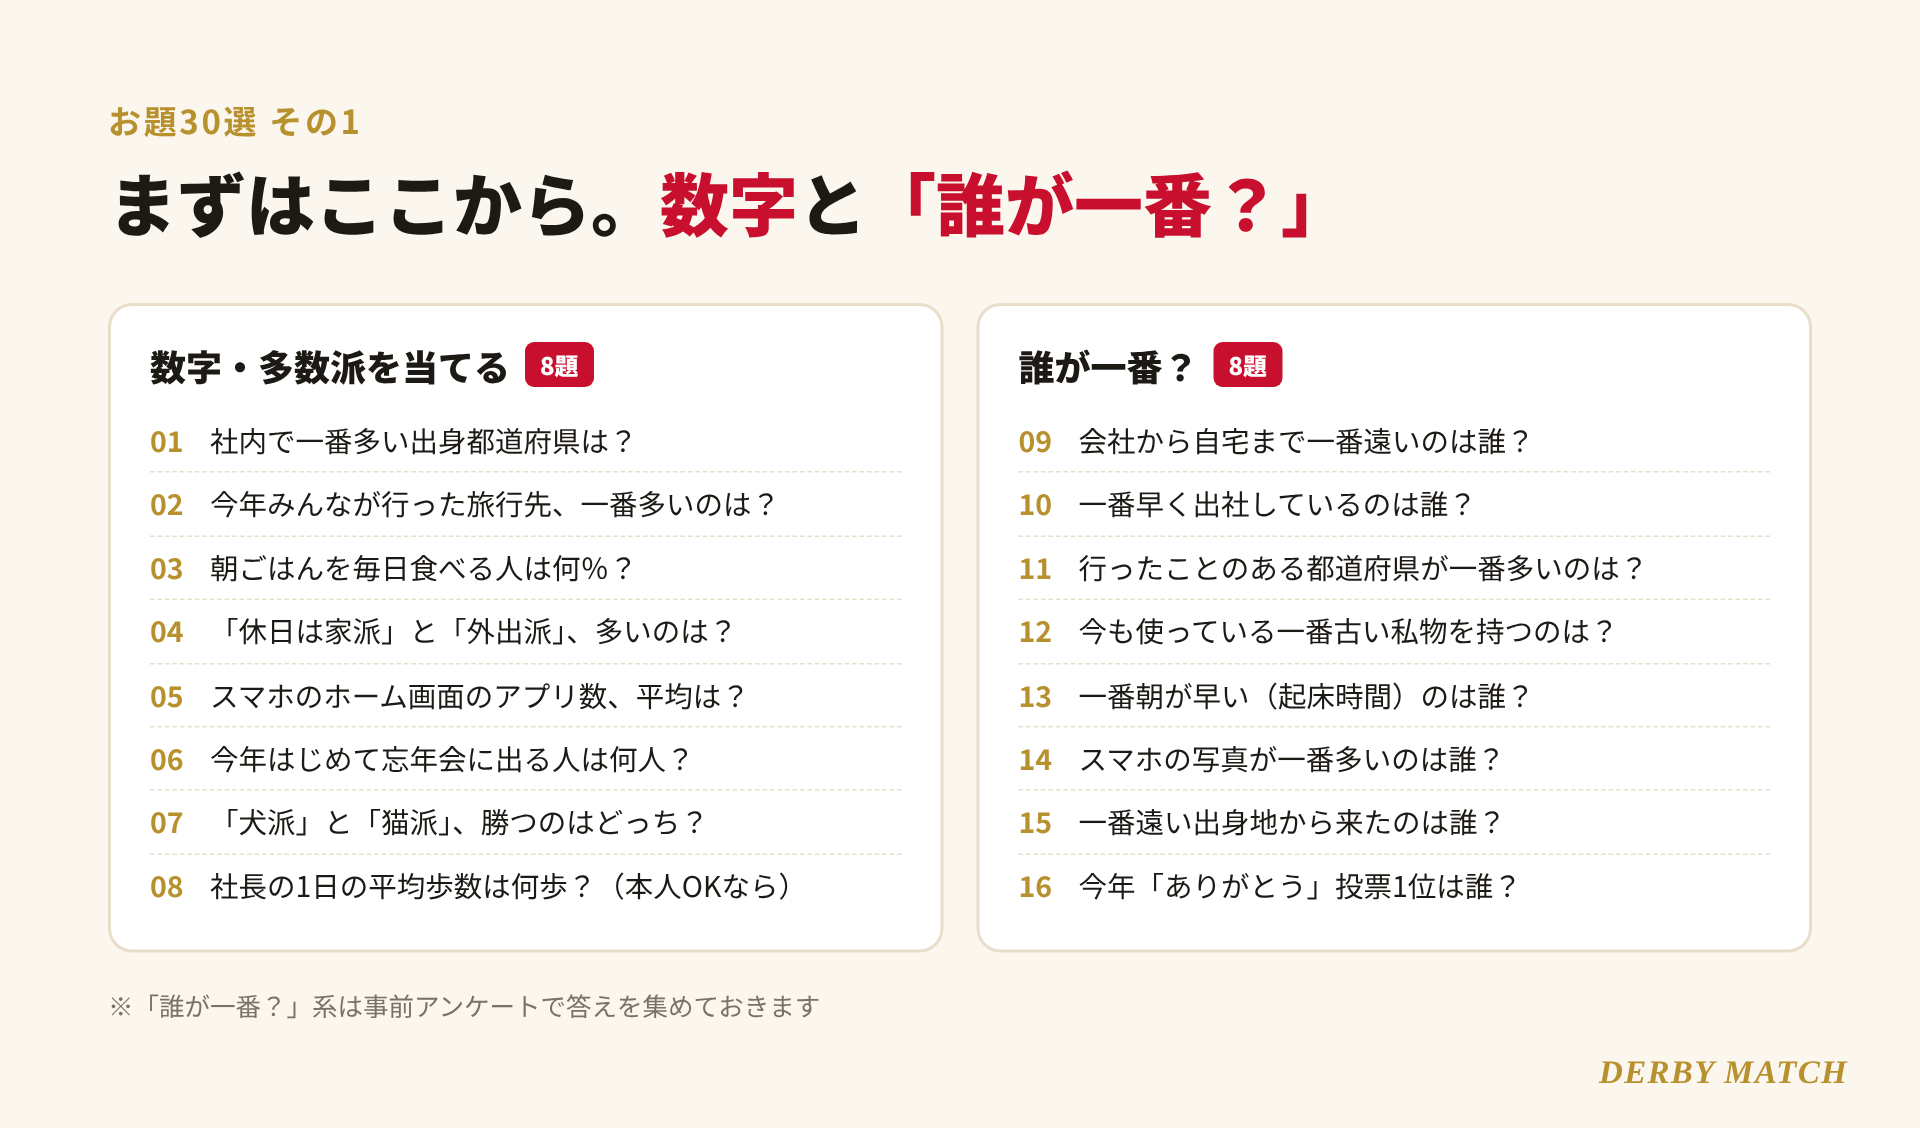 お題30選 その1
まずはここから。数字と「誰が一番？」
数字・多数派を当てる 8題
01 社内で一番多い出身都道府県は？
02 今年みんなが行った旅行先、一番多いのは？
03 朝ごはんを毎日食べる人は何%？
04 「休日は家派」と「外出派」、多いのは？
05 スマホのホーム画面のアプリ数、平均は？
06 今年はじめて忘年会に出る人は何人？
07 「犬派」と「猫派」、勝つのはどっち？
08 社長の1日の平均歩数は何歩？（本人OKなら）
誰が一番？ 8題
09 会社から自宅まで一番遠いのは誰？
10 一番早く出社しているのは誰？
11 行ったことのある都道府県が一番多いのは？
12 今も使っている一番古い私物を持つのは？
13 一番朝が早い（起床時間）のは誰？
14 スマホの写真が一番多いのは誰？
15 一番遠い出身地から来たのは誰？
16 今年「ありがとう」投票1位は誰？
※「誰が一番？」系は事前アンケートで答えを集めておきます
DERBY MATCH